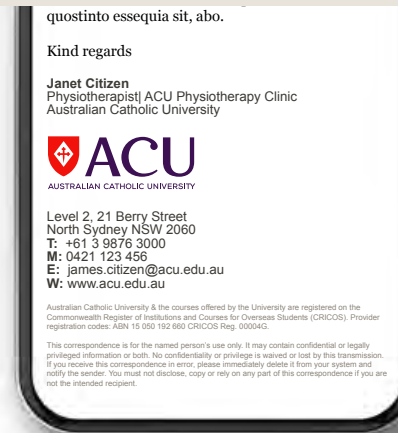 quostinto essequia sit, abo.
Kind regards
Janet Citizen
Physiotherapist| ACU Physiotherapy Clinic
Australian Catholic University
ACU
AUSTRALIAN CATHOLIC UNIVERSITY
Level 2, 21 Berry Street
North Sydney NSW 2060
T: +61 3 9876 3000
M: 0421 123 456
E: james.citizen@acu.edu.au
W: www.acu.edu.au
Australian Catholic University & the courses offered by the University are registered on the
Commonwealth Register of Institutions and Courses for Overseas Students (CRICOS). Provider
registration codes: ABN 15 050 192 660 CRICOS Reg. 00004G.
This correspondence is for the named person's use only. It may contain confidential or legally
privileged information or both. No confidentiality or privilege is waived or lost by this transmission.
If you receive this correspondence in error, please immediately delete it from your system and
notify the sender. You must not disclose, copy or rely on any part of this correspondence if you are
not the intended recipient.